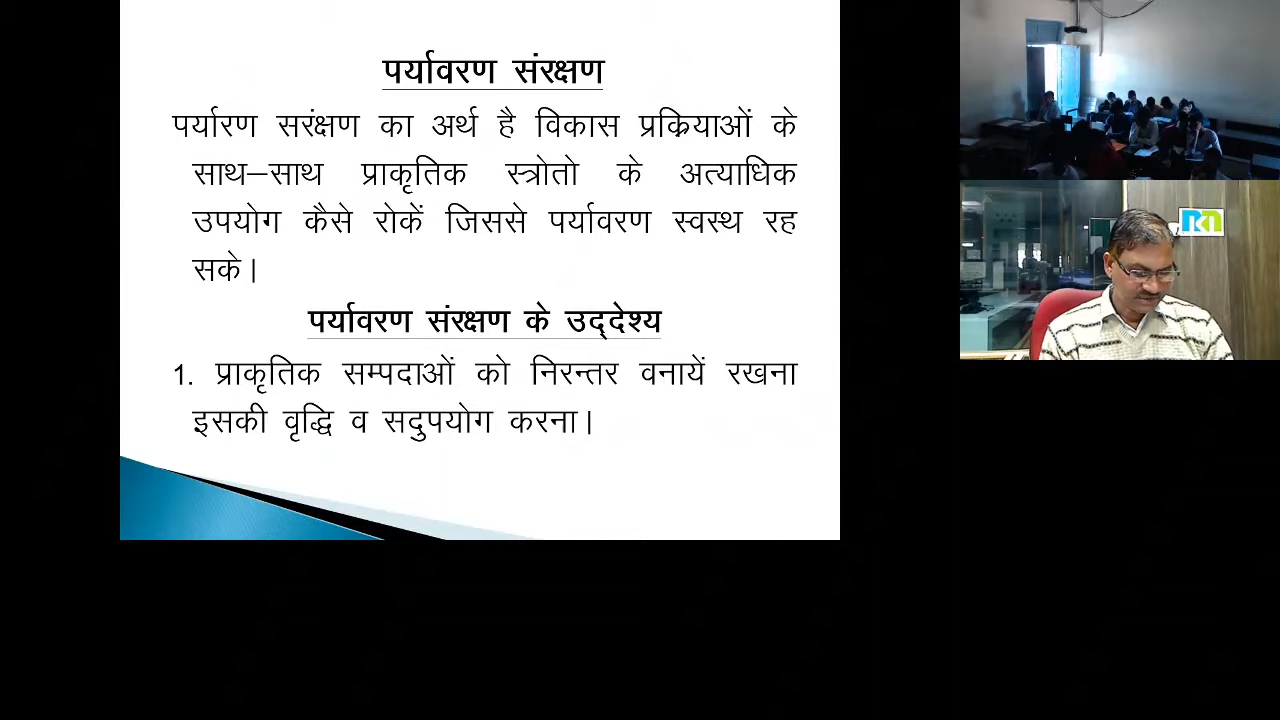 पर्यावरण संरक्षण
पर्यारण सरंक्षण का अर्थ है विकास प्रक्रियाओं के
साथ–साथ प्राकृतिक स्त्रोतो के अत्याधिक
उपयोग कैसे रोकें जिससे पर्यावरण स्वस्थ रह
सके।
पर्यावरण संरक्षण के उद्‌देश्य
1. प्राकृतिक सम्पदाओं को निरन्तर वनायें रखना
इसकी वृद्धि व सदुपयोग करना।